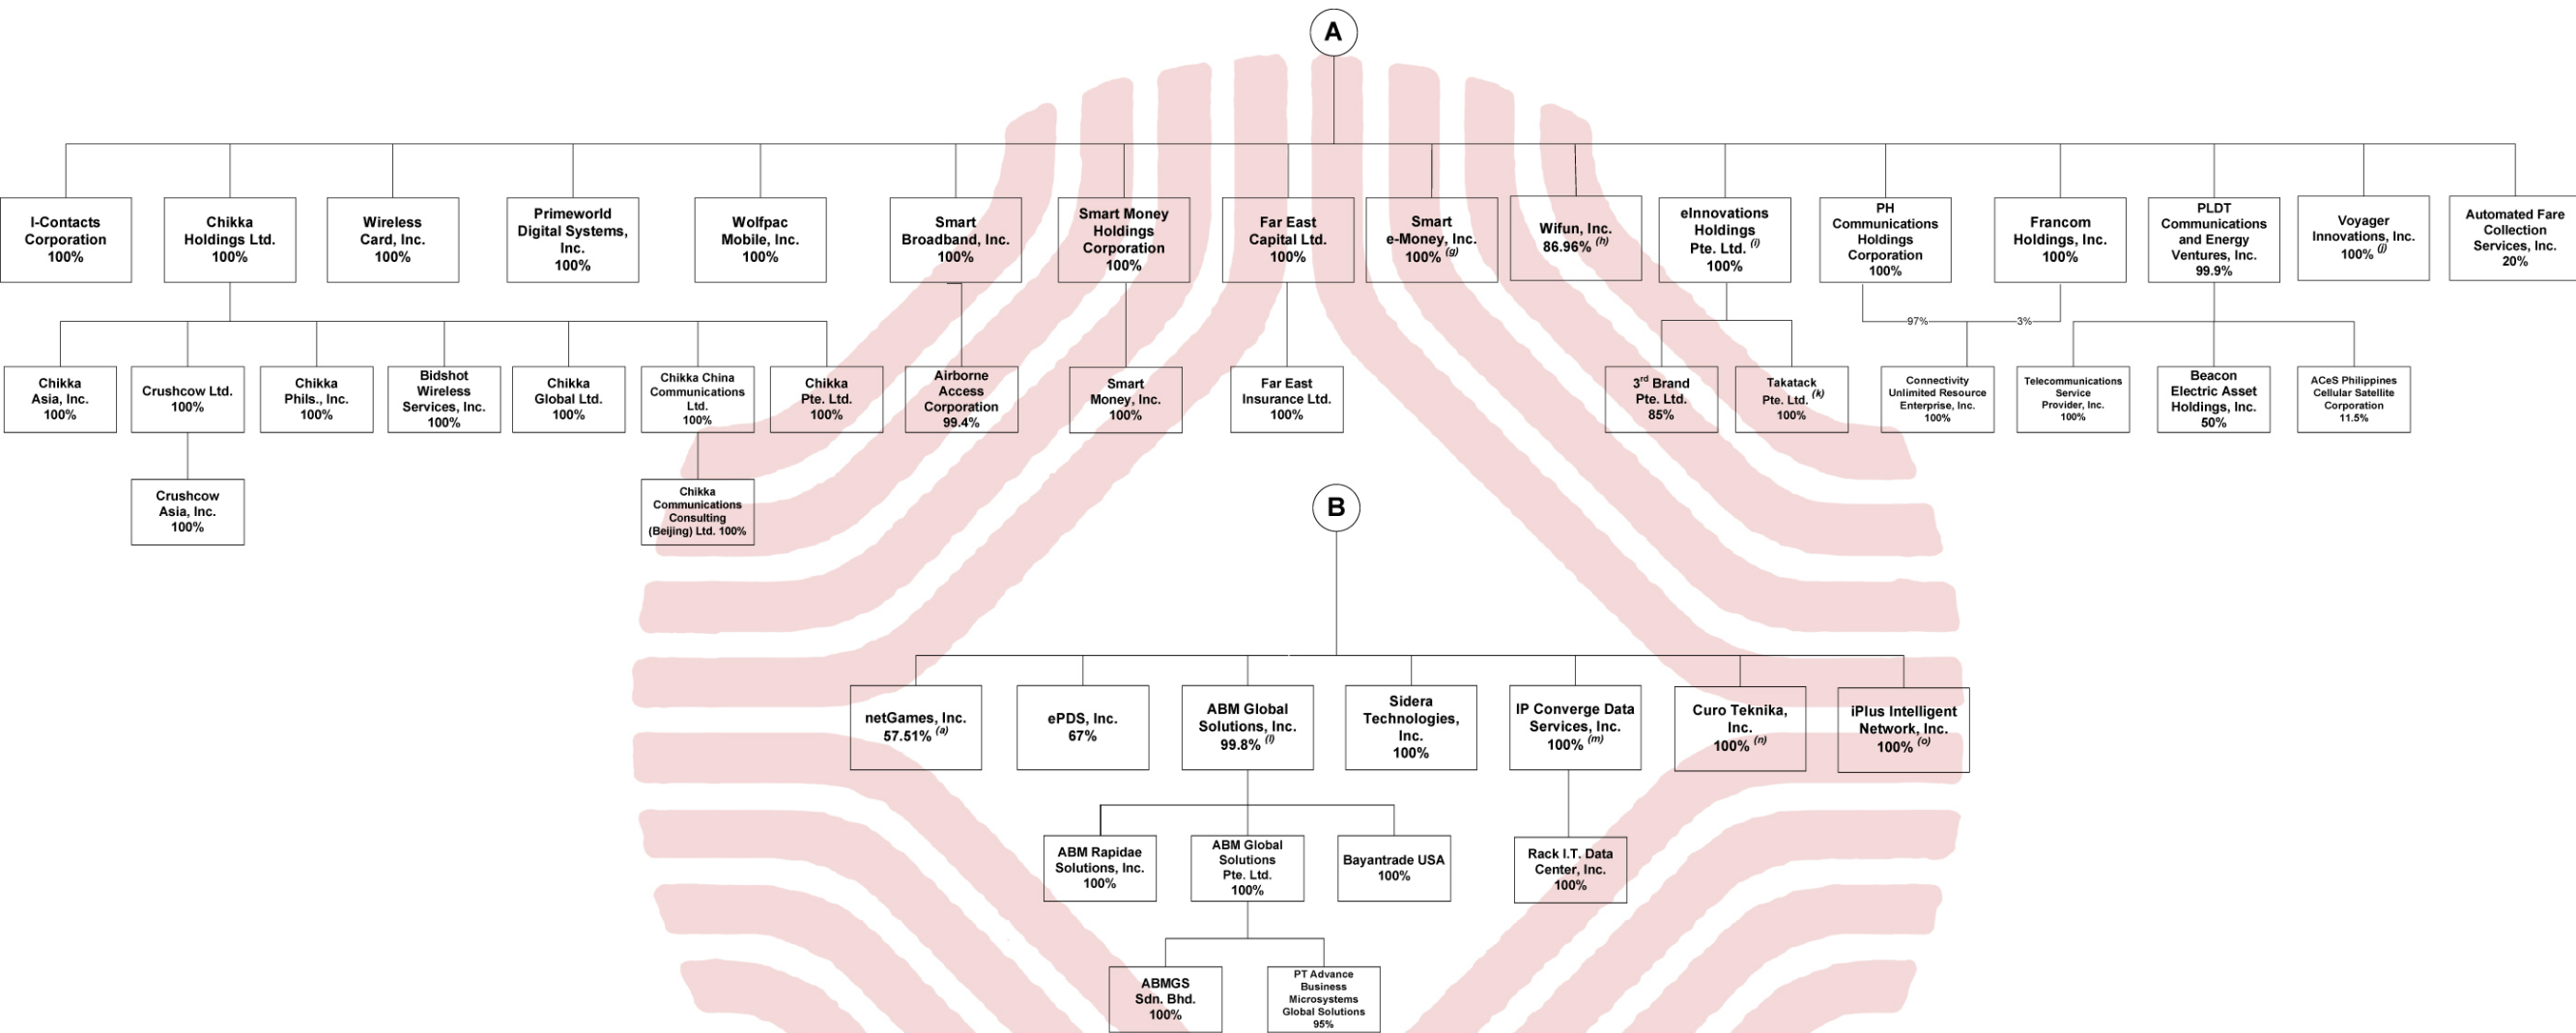 A
I-Contacts
Corporation
100%
Chikka
Holdings Ltd.
100%
Wireless
Card, Inc.
100%
Primeworld
Digital Systems,
Inc.
100%
Wolfpac
Mobile, Inc.
100%
Smart
Broadband, Inc.
100%
Smart Money
Holdings
Corporation
100%
Far East
Capital Ltd.
100%
Smart
e-Money, Inc.
100% (g)
Wifun, Inc.
86.96% (h)
eInnovations
Holdings
Pte. Ltd. (i)
100%
PH
Communications
Holdings
Corporation
100%
Francom
Holdings, Inc.
100%
PLDT
Communications
and Energy
Ventures, Inc.
99.9%
Voyager
Innovations, Inc.
100% (j)
Automated Fare
Collection
Services, Inc.
20%
97%
3%
Chikka
Asia, Inc.
100%
Crushcow Ltd.
100%
Chikka
Phils., Inc.
100%
Bidshot
Wireless
Services, Inc.
100%
Chikka
Global Ltd.
100%
Chikka China
Communications
Ltd.
100%
Chikka
Pte. Ltd.
100%
Airborne
Access
Corporation
99.4%
Smart
Money, Inc.
100%
Far East
Insurance Ltd.
100%
3rd Brand
Pte. Ltd.
85%
Takatack
Pte. Ltd. (k)
100%
Connectivity
Unlimited Resource
Enterprise, Inc.
100%
Telecommunications
Service
Provider, Inc.
100%
Beacon
Electric Asset
Holdings, Inc.
50%
ACeS Philippines
Cellular Satellite
Corporation
11.5%
Crushcow
Asia, Inc.
100%
Chikka
Communications
Consulting
(Beijing) Ltd. 100%
B
netGames, Inc.
57.51% (a)
ePDS, Inc.
67%
ABM Global
Solutions, Inc.
99.8% (l)
Sidera
Technologies,
Inc.
100%
IP Converge Data
Services, Inc.
100% (m)
Curo Teknika,
Inc.
100% (n)
iPlus Intelligent
Network, Inc.
100% (o)
ABM Rapidae
Solutions, Inc.
100%
ABM Global
Solutions
Pte. Ltd.
100%
Bayantrade USA
100%
Rack I.T. Data
Center, Inc.
100%
ABMGS
Sdn. Bhd.
100%
PT Advance
Business
Microsystems
Global Solutions
95%